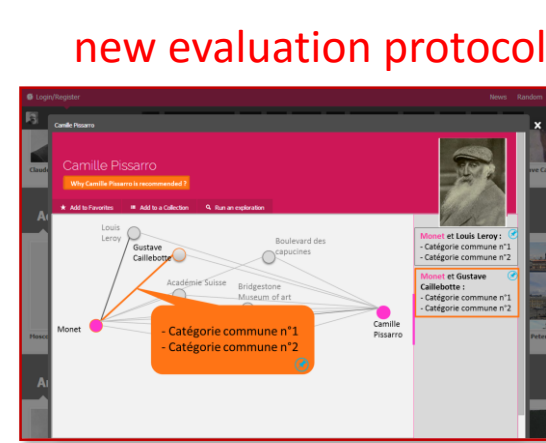 new evaluation protocol
Login/Register
News Random
Camille Pissarro
x
Camille Pissarro
Why Camille Pissarro is recommended ?
Add to Favorites Add to a Collection Run an exploration
Louis
Leroy
Gustave
Caillebotte
Boulevard des
capucines
Académie Suisse
Bridgestone
Museum of art
Monet
Camille
Pissarro
- Catégorie commune n°1
- Catégorie commune n°2
Monet et Louis Leroy :
- Catégorie commune n°1
- Catégorie commune n°2
Monet et Gustave
Caillebotte :
- Catégorie commune n°1
- Catégorie commune n°2